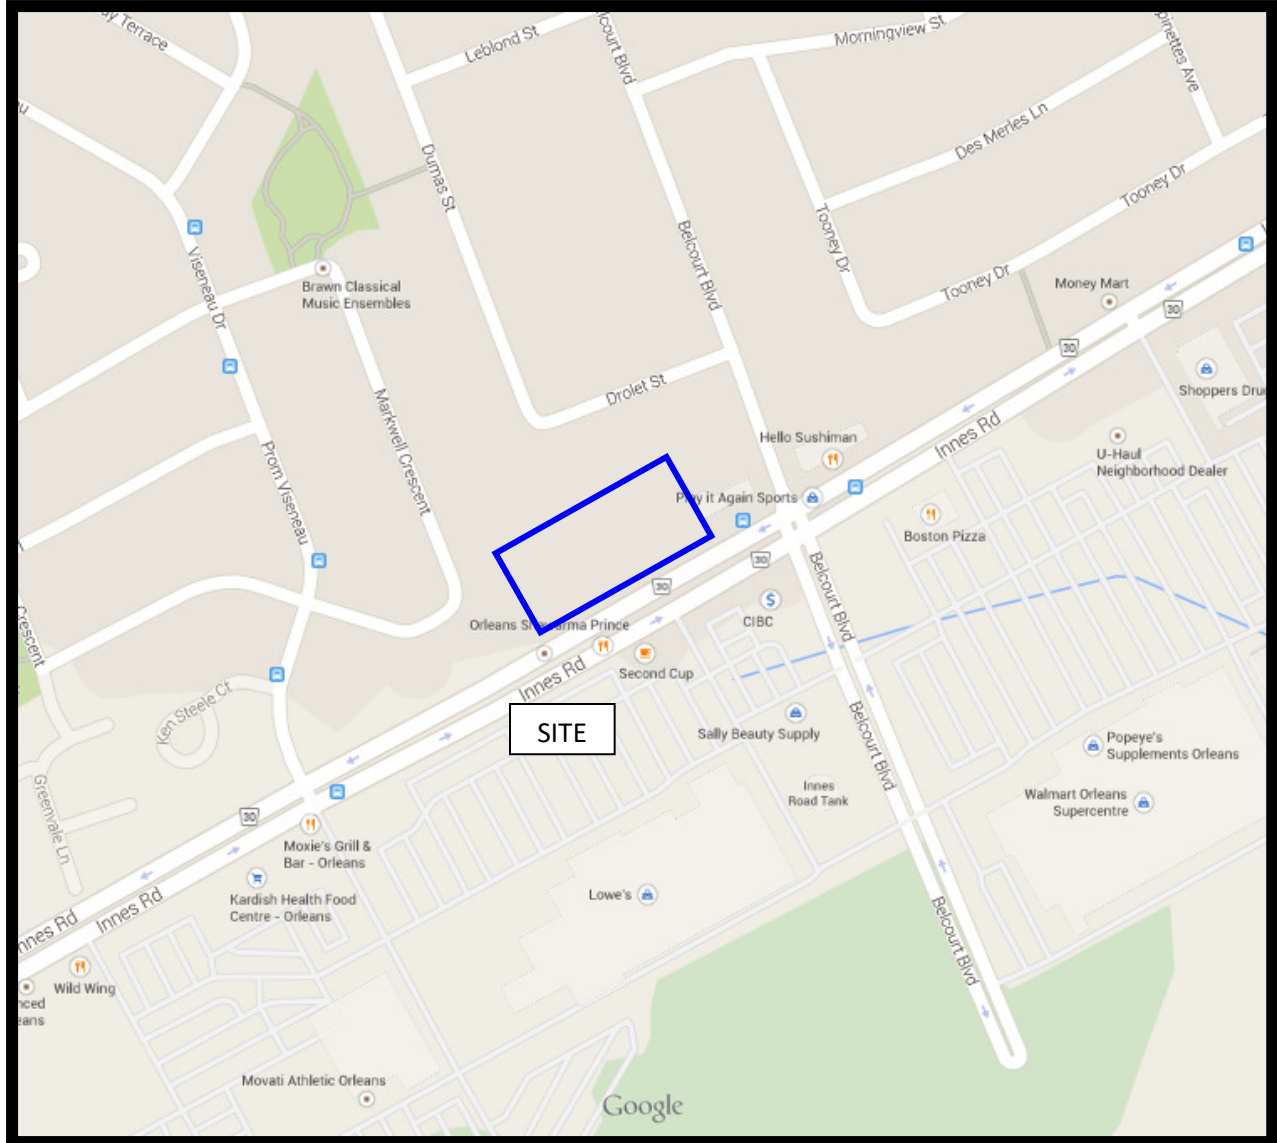 Terrace
Leblond St
Belcourt Blvd
Morningview St
Des Merles Ln
Tooney Dr
Dumas St
Belcourt Blvd
Tooney Dr
Tooney Dr
Viseneau Dr
Brawn Classical
Music Ensembles
Money Mart
30
30
Drolet St
Markwell Crescent
Shoppers Dru
Hello Sushiman
Innes Rd
U-Haul
Neighborhood Dealer
Prom Viseneau
Play it Again Sports
Boston Pizza
30
30
Belcourt Blvd
CIBC
Orleans Shawarma Prince
Crescent
Second Cup
Innes Rd
Ken Steele Ct
SITE
Sally Beauty Supply
Belcourt Blvd
Popeye's
Supplements Orleans
Innes
Road Tank
Walmart Orleans
Supercentre
Greenvale Ln
30
Moxie's Grill &
Bar - Orleans
Kardish Health Food
Centre - Orleans
Lowe's
Innes Rd
nnes Rd
Belcourt Blvd
Wild Wing
nced
eans
Movati Athletic Orleans
Google